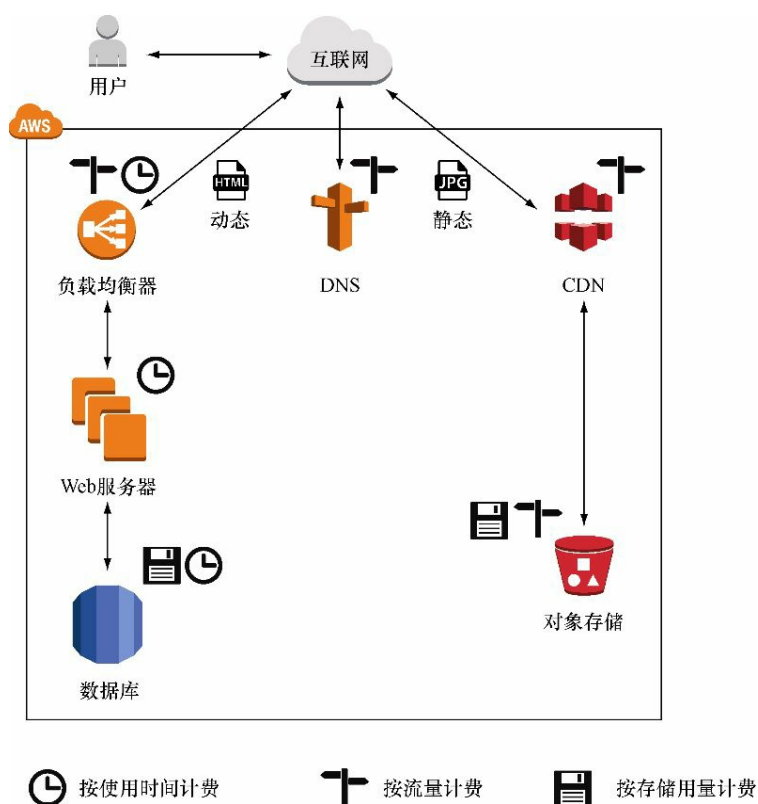 用户
互联网
AWS
HTML
动态
JPG
静态
负载均衡器
DNS
CDN
Web服务器
对象存储
数据库
按使用时间计费
按流量计费
按存储用量计费